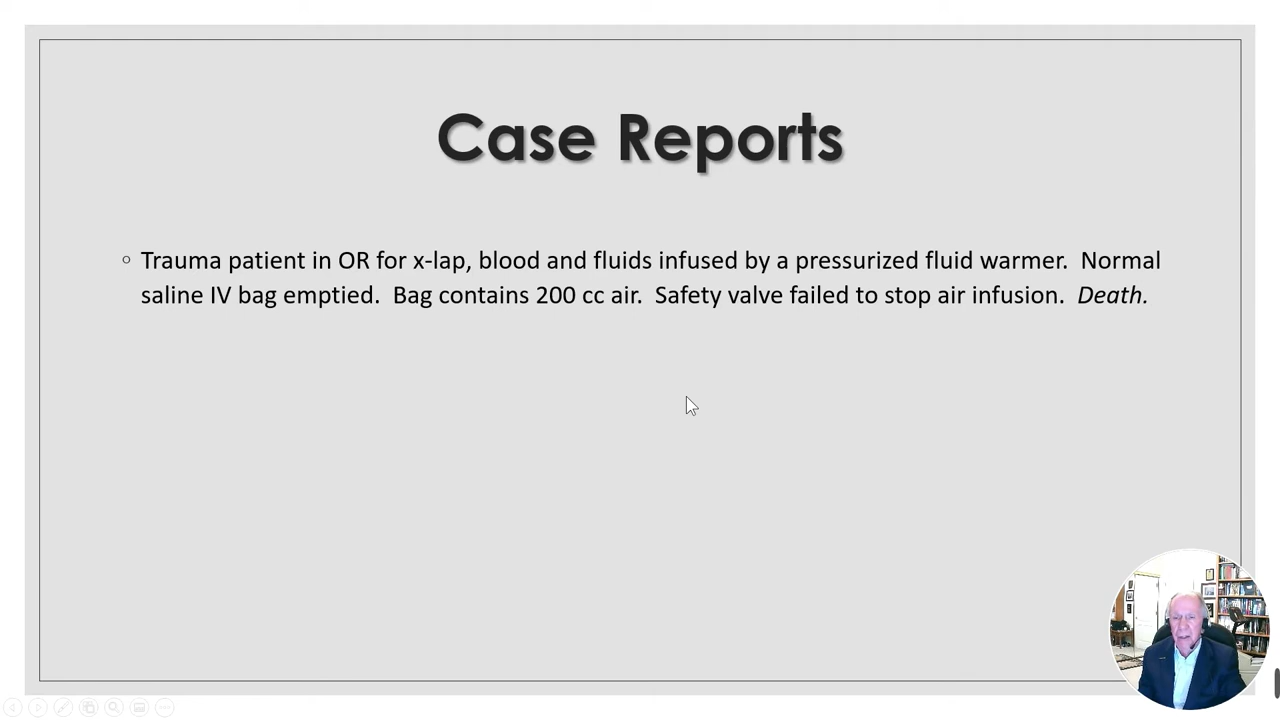 Case Reports
Trauma patient in OR for x-lap, blood and fluids infused by a pressurized fluid warmer.  Normal
saline IV bag emptied.  Bag contains 200 cc air.  Safety valve failed to stop air infusion.  Death.